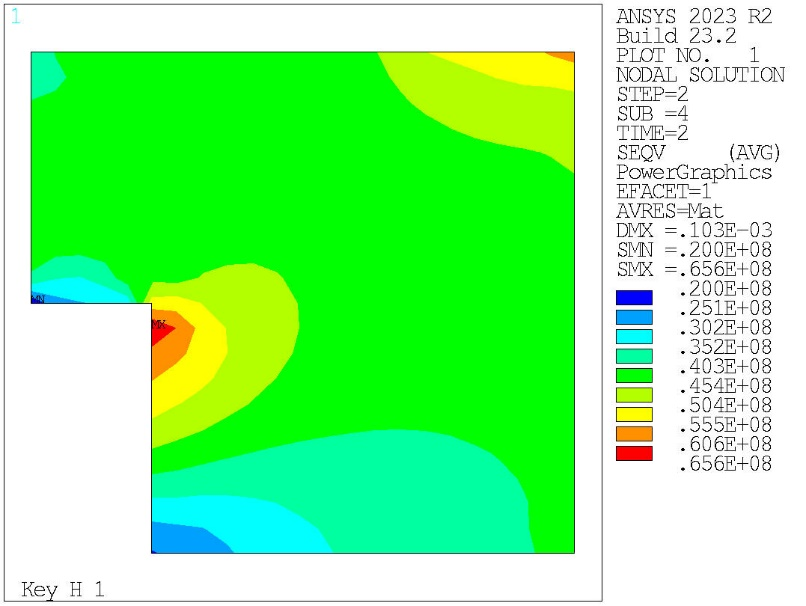 1
ANSYS 2023 R2
Build 23.2
PLOT NO.   1
NODAL SOLUTION
STEP=2
SUB =4
TIME=2
SEQV     (AVG)
PowerGraphics
EFACET=1
AVRES=Mat
DMX =.103E-03
SMN =.200E+08
SMX =.656E+08
.200E+08
.251E+08
.302E+08
.352E+08
.403E+08
.454E+08
.504E+08
.555E+08
.606E+08
.656E+08
MN
MX
Key H 1